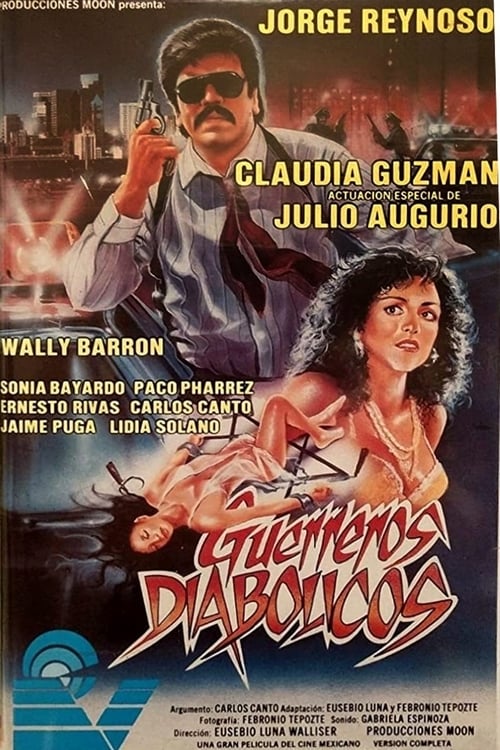 PRODUCCIONES MOON presenta:
JORGE REYNOSO
CLAUDIA GUZMAN
ACTUACION ESPECIAL DE
JULIO AUGURIO
WALLY BARRON
SONIA BAYARDO PACO PHARREZ
ERNESTO RIVAS CARLOS CANTO
JAIME PUGA LIDIA SOLANO
GUERREROS
DIABOLICOS
Argumento: CARLOS CANTO Adaptación: EUSEBIO LUNA y FEBRONIO TEPOZTE
Fotografía: FEBRONIO TEPOZTE Sonido: GABRIELA ESPINOZA
Dirección: EUSEBIO LUNA WALLISER PRODUCCIONES MOON
UNA GRAN PELICULA DEL CINE MEXICANO VERSION COMPLETA